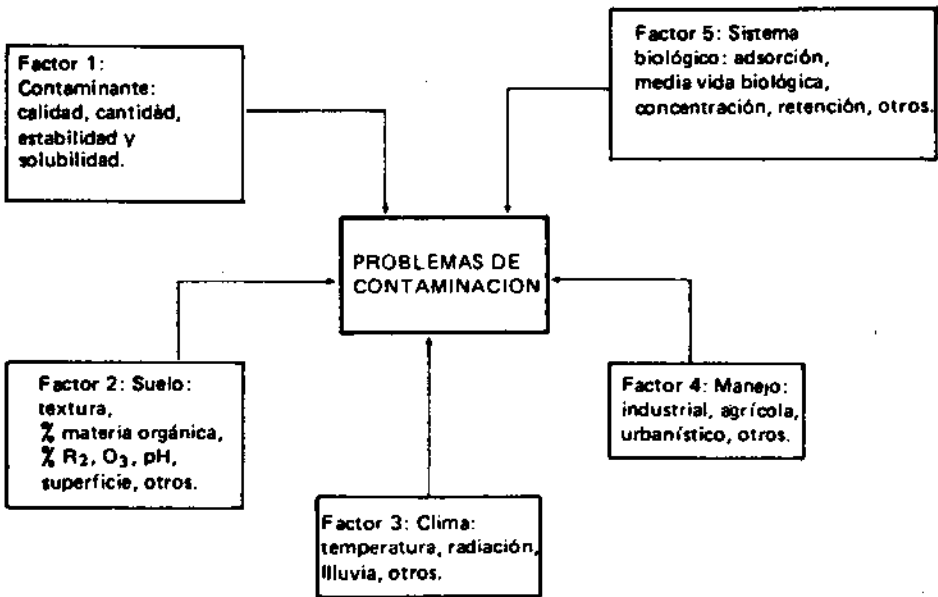 Factor 1:
Contaminante:
calidad, cantidad,
estabilidad y
solubilidad.
Factor 5: Sistema
biológico: adsorción,
media vida biológica,
concentración, retención, otros.
PROBLEMAS DE
CONTAMINACION
Factor 2: Suelo:
textura,
% materia orgánica,
% R2, O3, pH,
superficie, otros.
Factor 4: Manejo:
industrial, agrícola,
urbanístico, otros.
Factor 3: Clima:
temperatura, radiación,
llluvia, otros.